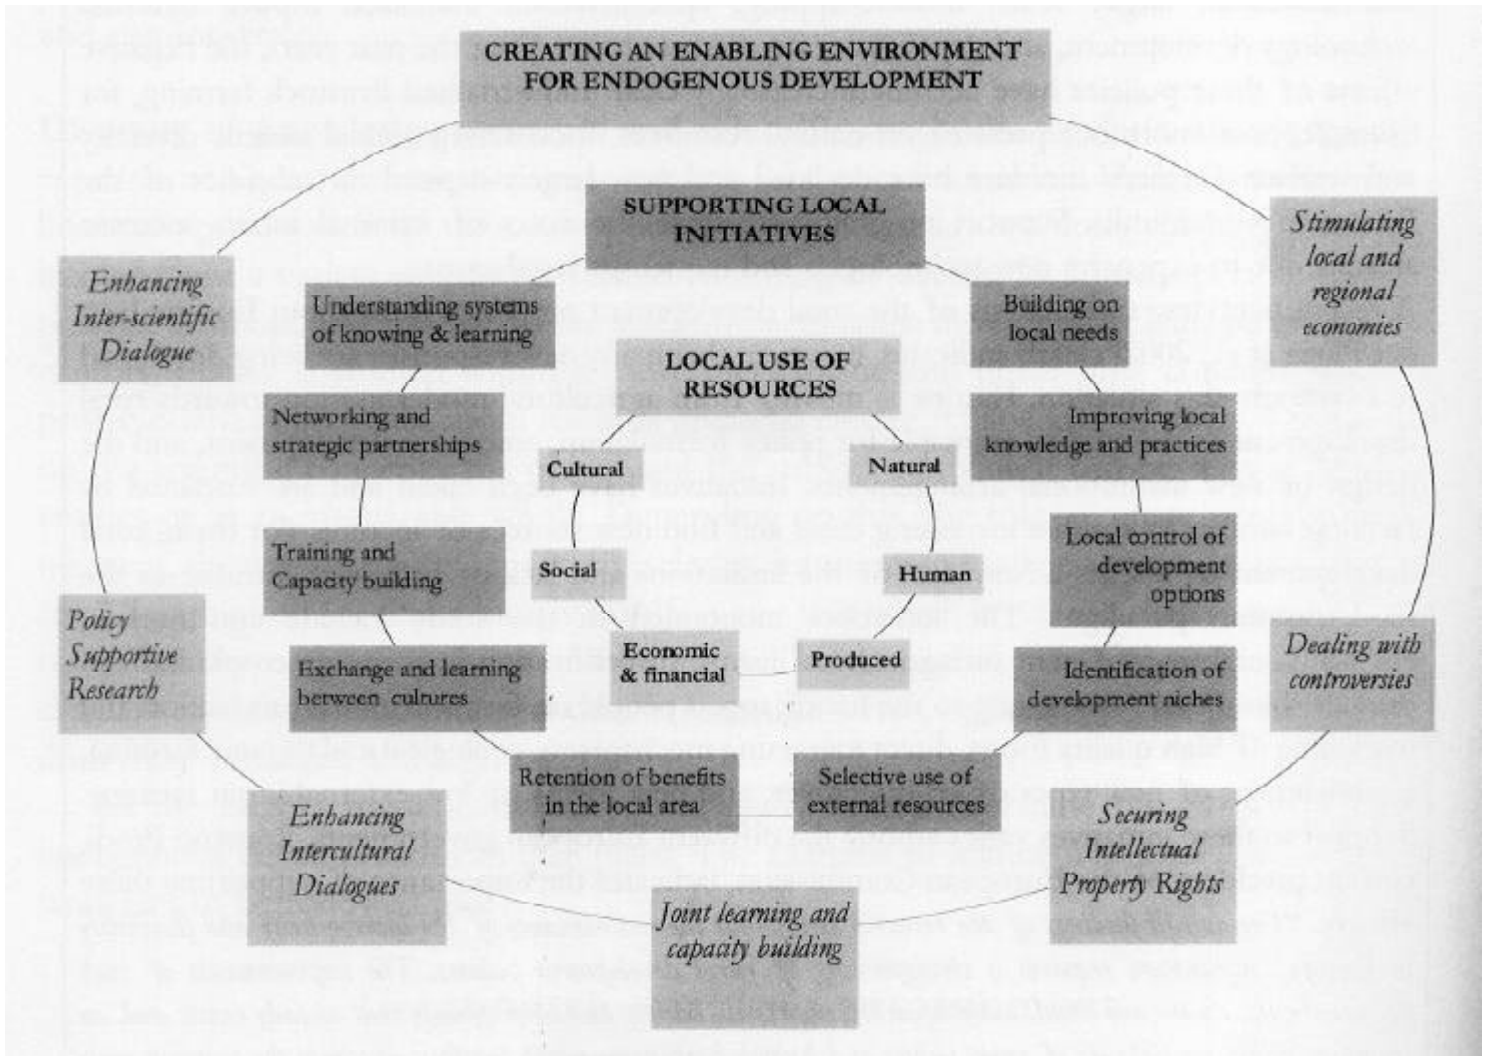 CREATING AN ENABLING ENVIRONMENT
FOR ENDOGENOUS DEVELOPMENT
SUPPORTING LOCAL
INITIATIVES
Stimulating
local and
regional
economies
Enhancing
Inter-scientific
Dialogue
Understanding systems
of knowing & learning
Building on
local needs
LOCAL USE OF
RESOURCES
Networking and
strategic partnerships
Improving local
knowledge and practices
Cultural
Natural
Training and
Capacity building
Social
Human
Local control of
development
options
Policy
Supportive
Research
Exchange and learning
between cultures
Economic
& financial
Produced
Identification of
development niches
Dealing with
controversies
Retention of benefits
in the local area
Selective use of
external resources
Enhancing
Intercultural
Dialogues
Securing
Intellectual
Property Rights
Joint learning and
capacity building